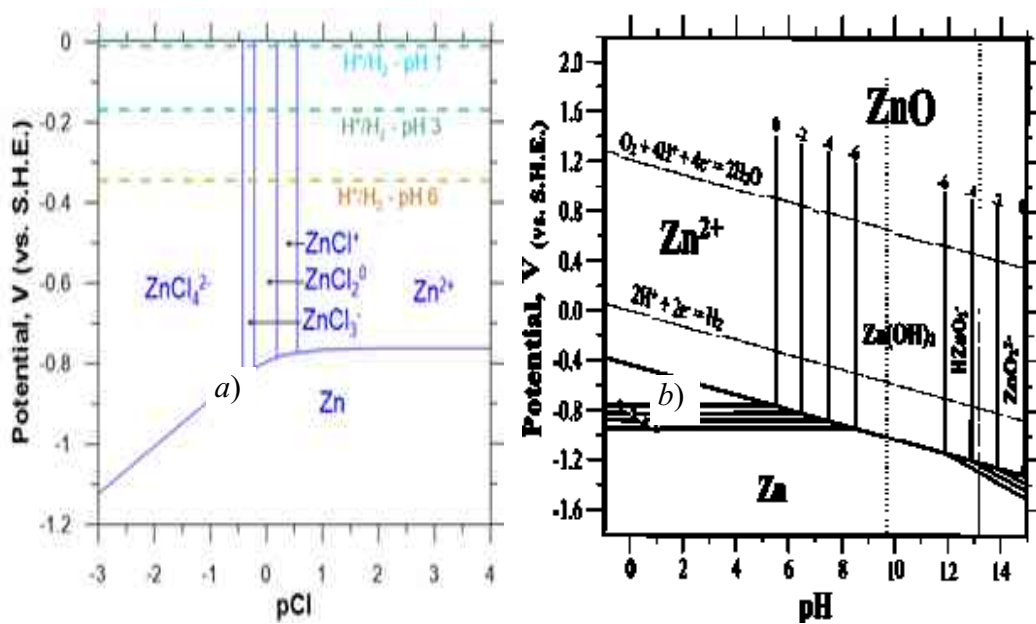 Potential, V (vs. S.H.E.)
0
-0.2
-0.4
-0.6
-0.8
-1
-1.2
H⁺/H₂ - pH 1
H⁺/H₂ - pH 3
H⁺/H₂ - pH 6
ZnCl⁺
ZnCl₂⁰
ZnCl₃⁻
ZnCl₄²⁻
Zn²⁺
a)
Zn
-3 -2 -1 0 1 2 3 4
pCl
Potential, V (vs. S.H.E.)
2.0
1.6
1.2
0.8
0.4
0.0
-0.4
-0.8
-1.2
-1.6
ZnO
0 -2 -4 -6
-6 -4 -2 0
O₂ + 4H⁺ + 4e⁻ = 2H₂O
Zn²⁺
2H⁺ + 2e⁻ = H₂
Zn(OH)₂
HZnO₂⁻
ZnO₂²⁻
b)
Zn
0 2 4 6 8 10 12 14
pH